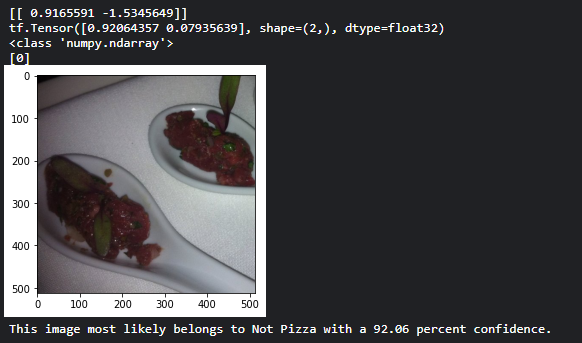 [[ 0.9165591 -1.5345649]]
tf.Tensor([0.92064357 0.07935639], shape=(2,), dtype=float32)
<class 'numpy.ndarray'>
[0]
0
100
200
300
400
500
0 100 200 300 400 500
This image most likely belongs to Not Pizza with a 92.06 percent confidence.